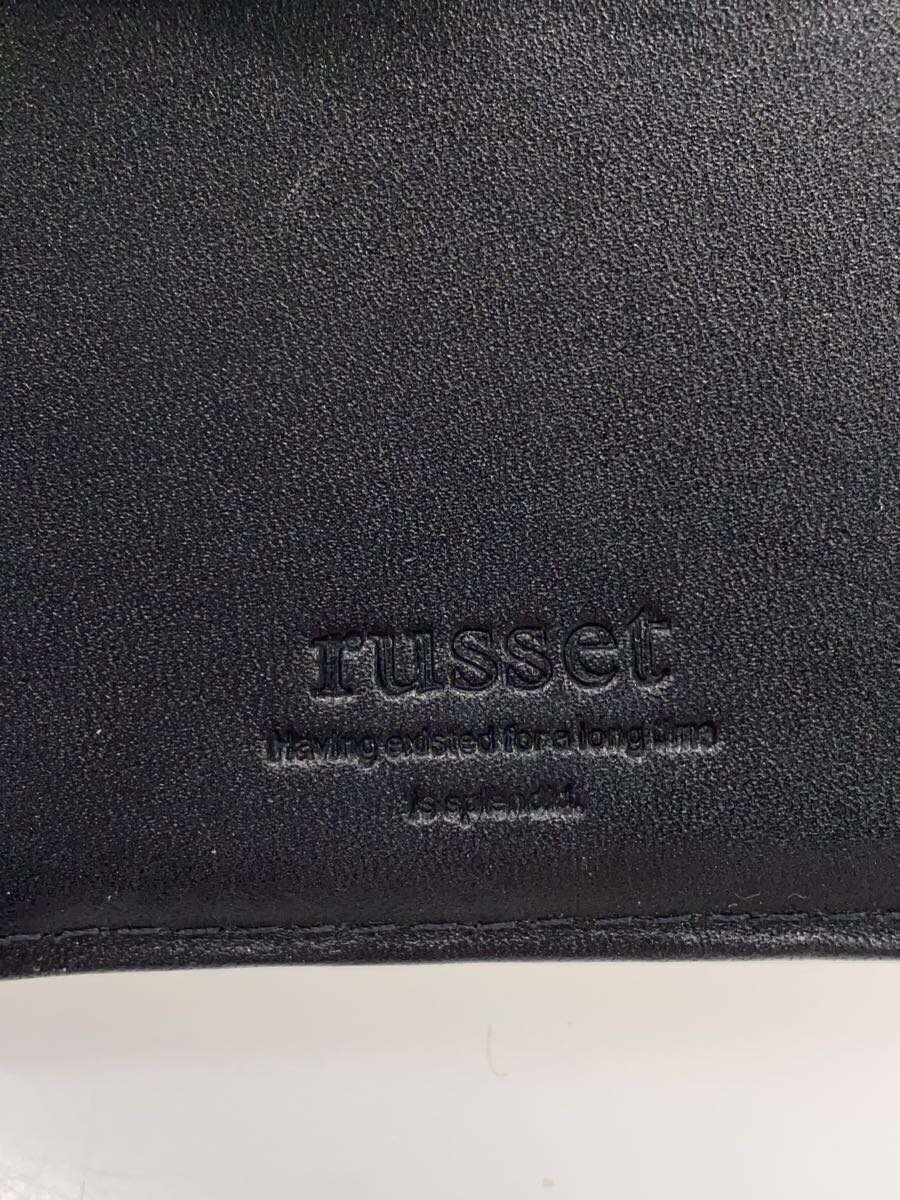 russet
Having existed for a long time
is splendid.